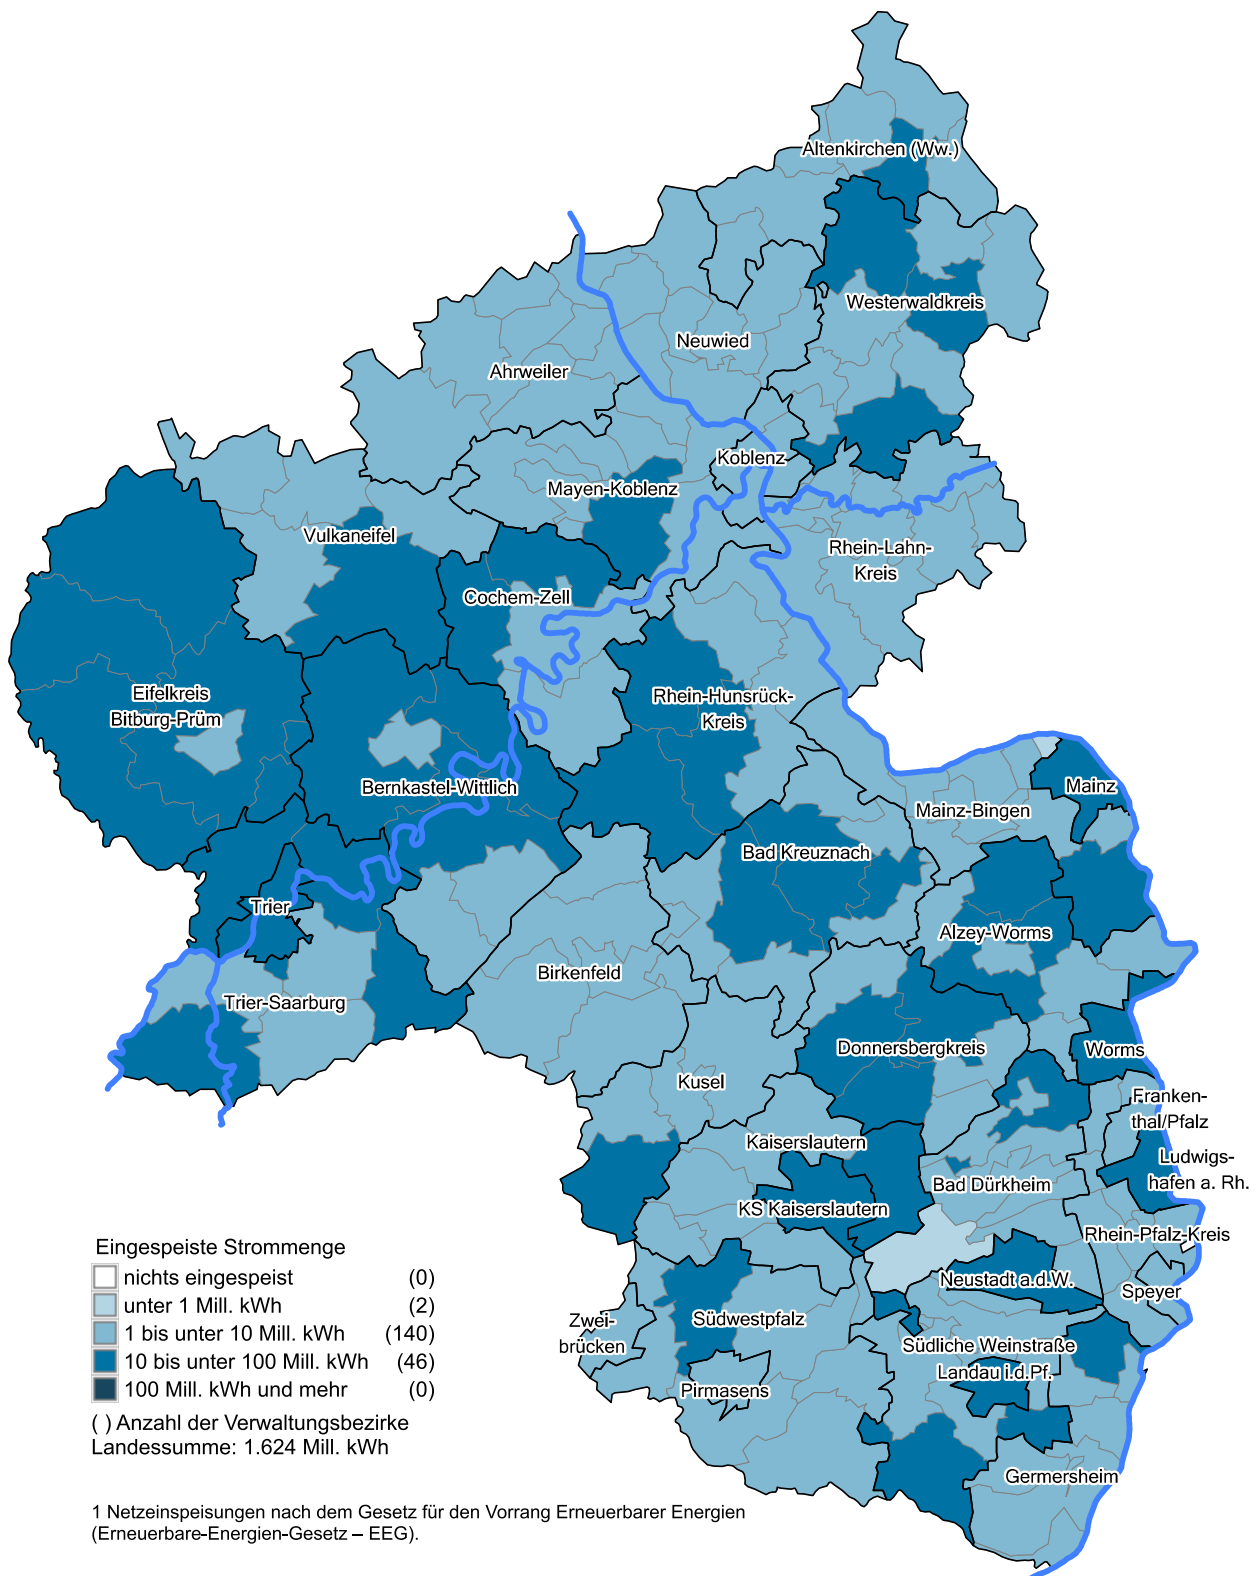 Altenkirchen (Ww.)
Westerwaldkreis
Neuwied
Ahrweiler
Koblenz
Mayen-Koblenz
Vulkaneifel
Rhein-Lahn-
Kreis
Cochem-Zell
Eifelkreis
Bitburg-Prüm
Rhein-Hunsrück-
Kreis
Bernkastel-Wittlich
Mainz
Mainz-Bingen
Bad Kreuznach
Trier
Alzey-Worms
Birkenfeld
Trier-Saarburg
Donnersbergkreis
Worms
Kusel
Franken-
thal/Pfalz
Kaiserslautern
Ludwigs-
hafen a. Rh.
Bad Dürkheim
KS Kaiserslautern
Rhein-Pfalz-Kreis
Neustadt a.d.W.
Speyer
Zwei-
brücken
Südwestpfalz
Südliche Weinstraße
Landau i.d.Pf.
Pirmasens
Germersheim
Eingespeiste Strommenge
nichts eingespeist (0)
unter 1 Mill. kWh (2)
1 bis unter 10 Mill. kWh (140)
10 bis unter 100 Mill. kWh (46)
100 Mill. kWh und mehr (0)
( ) Anzahl der Verwaltungsbezirke
Landessumme: 1.624 Mill. kWh
1 Netzeinspeisungen nach dem Gesetz für den Vorrang Erneuerbarer Energien
(Erneuerbare-Energien-Gesetz – EEG).